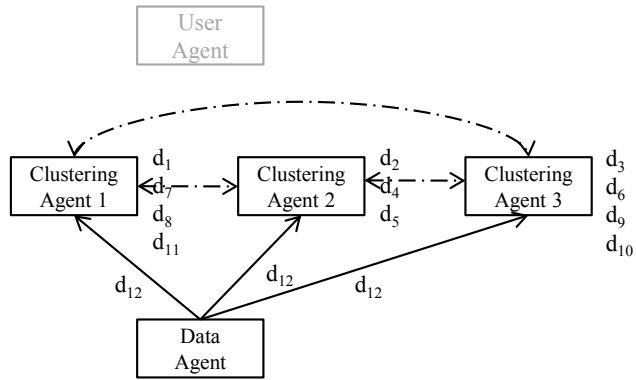 User
Agent
Clustering
Agent 1
d1
d7
d8
d11
Clustering
Agent 2
d2
d4
d5
Clustering
Agent 3
d3
d6
d9
d10
d12
d12
d12
Data
Agent